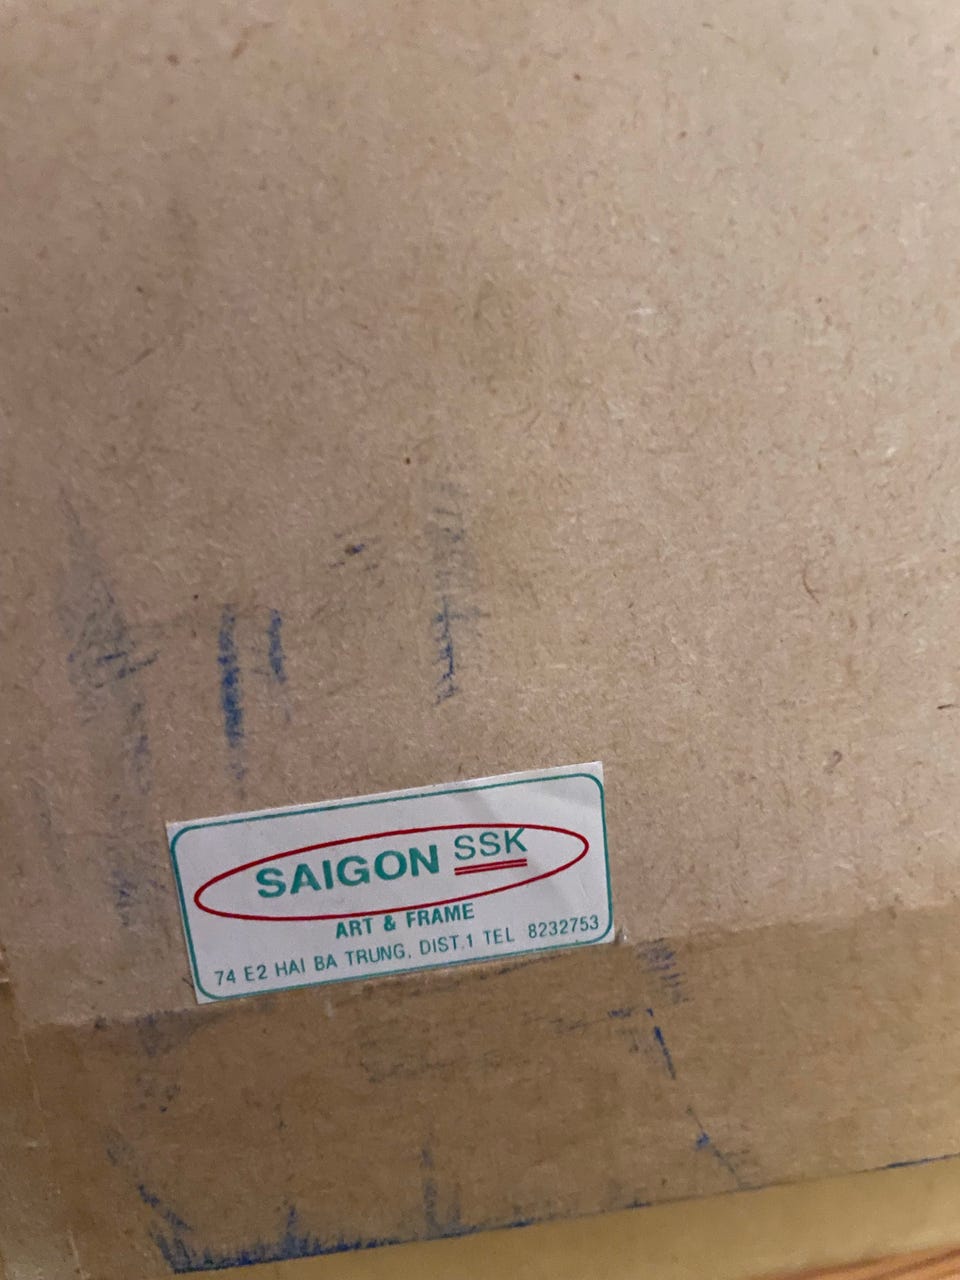 SAIGON SSK
ART & FRAME
74 E2 HAI BA TRUNG, DIST.1 TEL 8232753